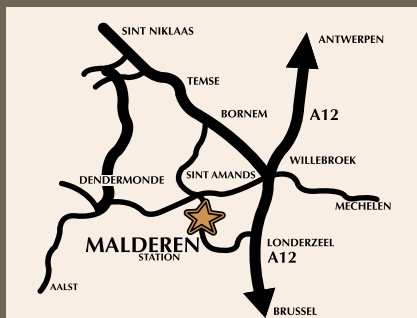 SINT NIKLAAS
ANTWERPEN
TEMSE
BORNEM
A12
WILLEBROEK
DENDERMONDE
SINT AMANDS
MECHELEN
MALDEREN
STATION
LONDERZEEL
A12
AALST
BRUSSEL